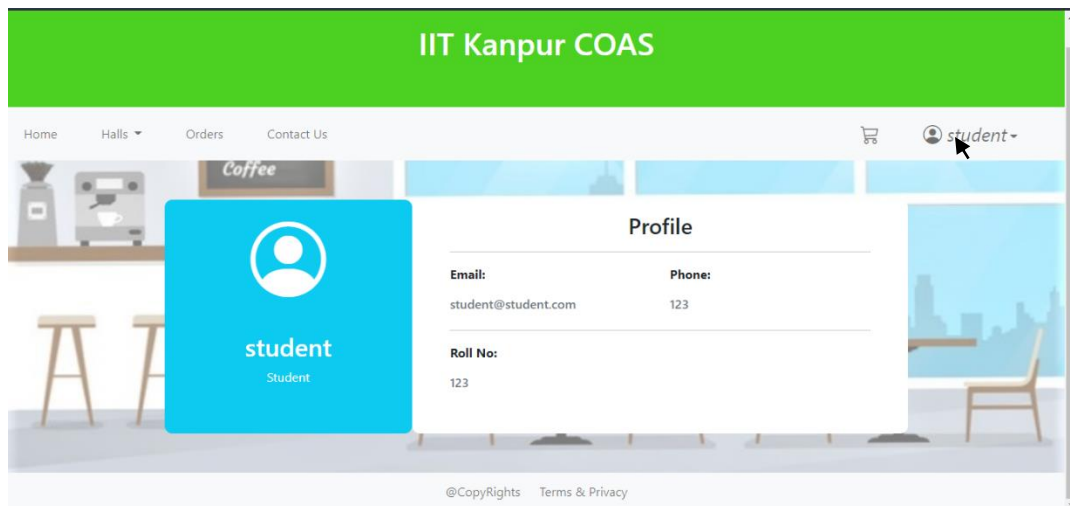 IIT Kanpur COAS
Home Halls Orders Contact Us student
Coffee
Profile
Email: Phone:
student@student.com 123
student
Student
Roll No:
123
@CopyRights Terms & Privacy